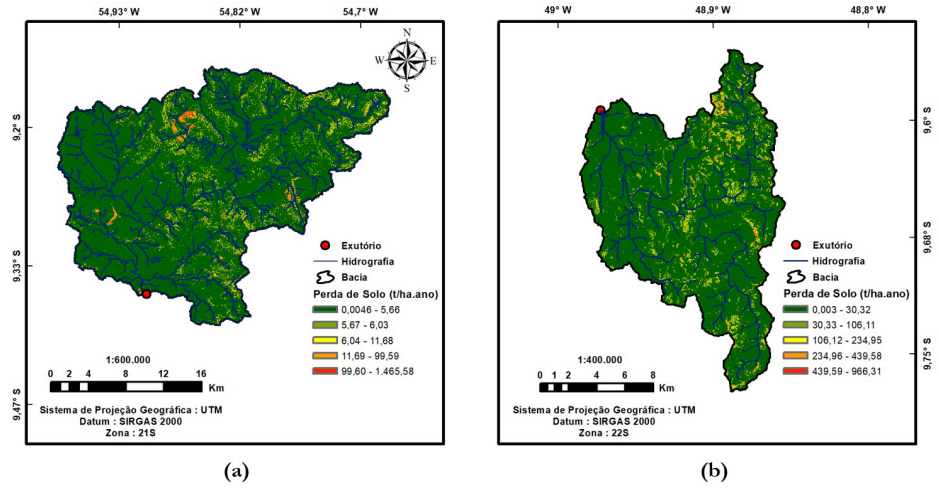 54,93° W
54,82° W
54,7° W
9,2° S
9,33° S
9,47° S
N
W
E
S
Exutório
Hidrografia
Bacia
Perda de Solo (t/ha.ano)
0,0046 - 5,66
5,67 - 6,03
6,04 - 11,68
11,69 - 99,59
99,60 - 1.465,58
1:600.000
0 2 4 8 12 16
Km
Sistema de Projeção Geográfica : UTM
Datum : SIRGAS 2000
Zona : 21S
(a)
49° W
48,9° W
48,8° W
9,6° S
9,68° S
9,75° S
Exutório
Hidrografia
Bacia
Perda de Solo (t/ha.ano)
0,003 - 30,32
30,33 - 106,11
106,12 - 234,95
234,96 - 439,58
439,59 - 966,31
1:400.000
0 1 2 4 6 8
Km
Sistema de Projeção Geográfica : UTM
Datum : SIRGAS 2000
Zona : 22S
(b)